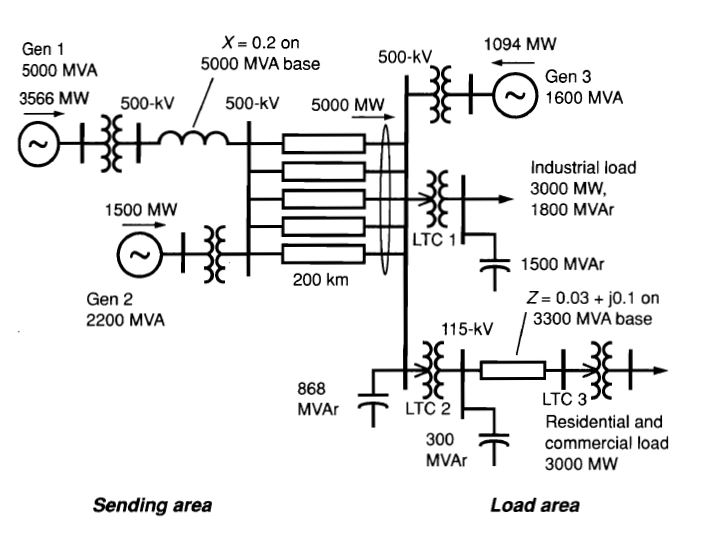 Gen 1
5000 MVA
3566 MW
500-kV
X = 0.2 on
5000 MVA base
500-kV
5000 MW
500-kV
1094 MW
Gen 3
1600 MVA
~
~
Industrial load
3000 MW,
1800 MVAr
LTC 1
1500 MVAr
1500 MW
~
Gen 2
2200 MVA
200 km
Z = 0.03 + j0.1 on
3300 MVA base
115-kV
868
MVAr
LTC 2
300
MVAr
LTC 3
Residential and
commercial load
3000 MW
Sending area
Load area